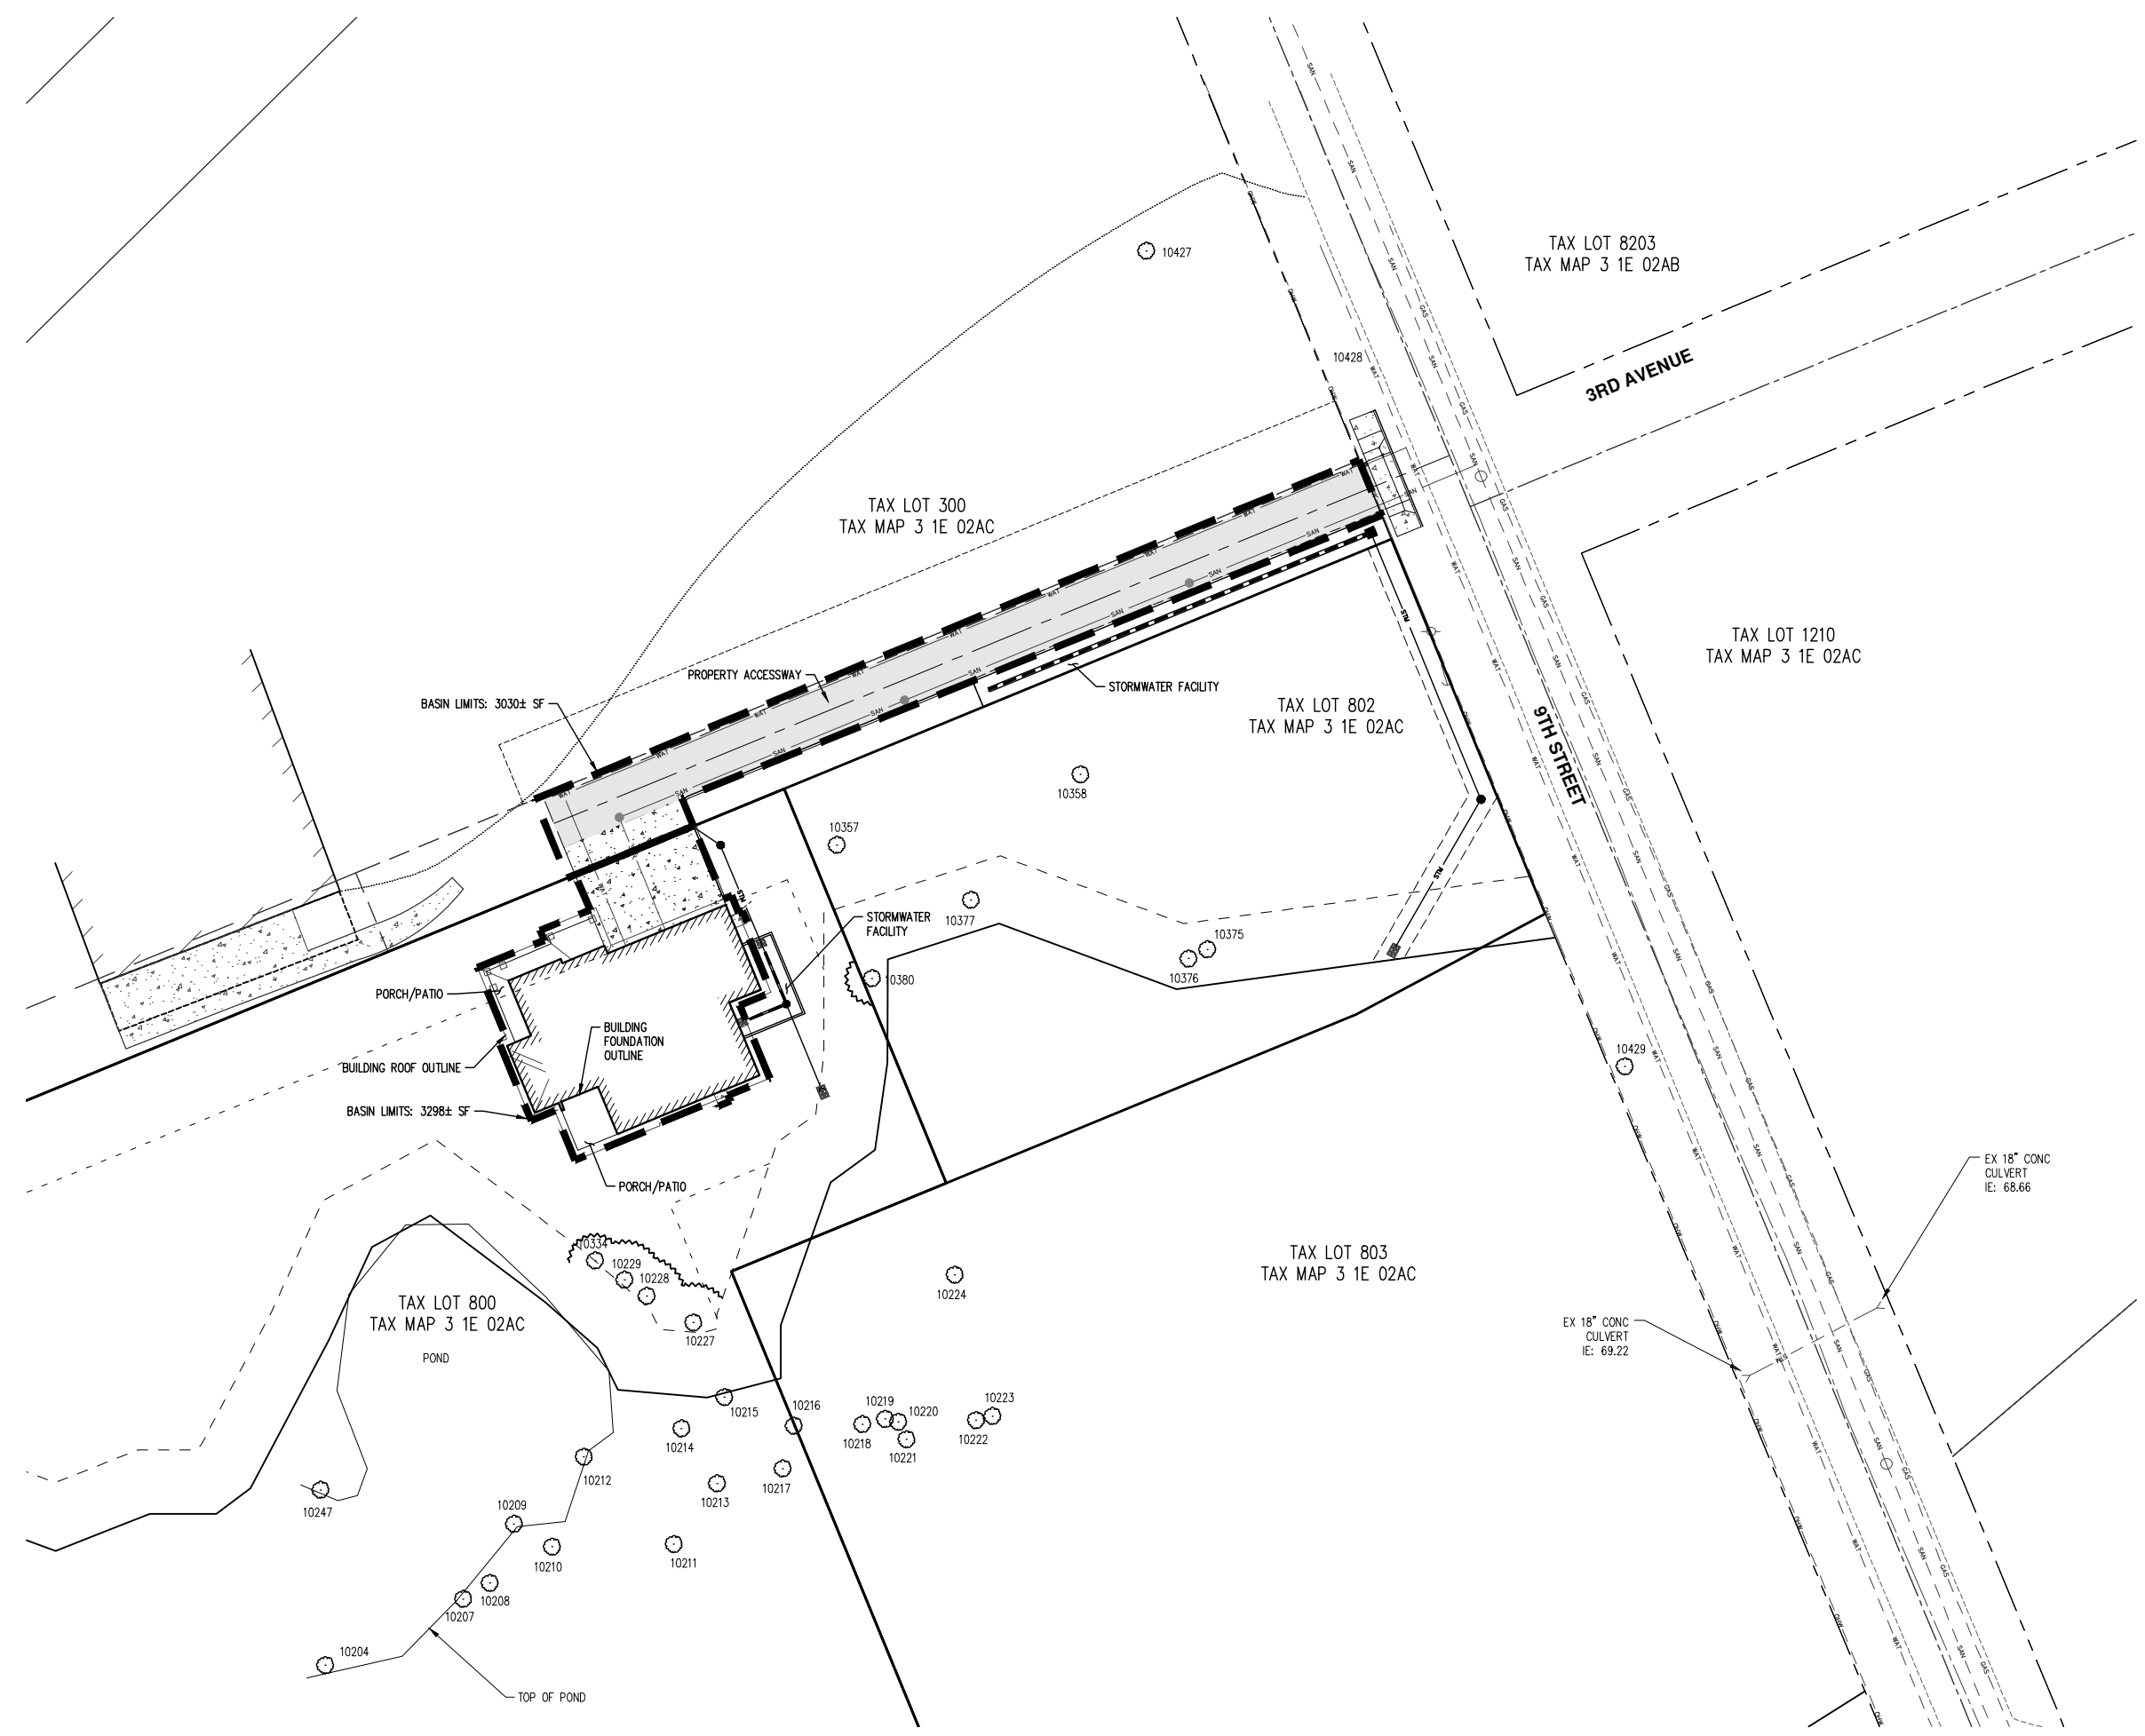 TAX LOT 8203
TAX MAP 3 1E 02AB
10427
3RD AVENUE
10428
TAX LOT 300
TAX MAP 3 1E 02AC
TAX LOT 1210
TAX MAP 3 1E 02AC
PROPERTY ACCESSWAY
STORMWATER FACILITY
BASIN LIMITS: 3030± SF
TAX LOT 802
TAX MAP 3 1E 02AC
9TH STREET
10358
10357
10377
STORMWATER
FACILITY
10375
10376
10380
PORCH/PATIO
BUILDING
FOUNDATION
OUTLINE
BUILDING ROOF OUTLINE
BASIN LIMITS: 3298± SF
PORCH/PATIO
10429
EX 18" CONC
CULVERT
IE: 68.66
EX 18" CONC
CULVERT
IE: 69.22
TAX LOT 803
TAX MAP 3 1E 02AC
10334
10229
10228
10227
10224
TAX LOT 800
TAX MAP 3 1E 02AC
POND
10215
10216
10219
10220
10223
10214
10218
10221
10222
10212
10217
10213
10247
10209
10210
10211
10208
10207
10204
TOP OF POND
WAT
SAN
GAS
OHW
STM